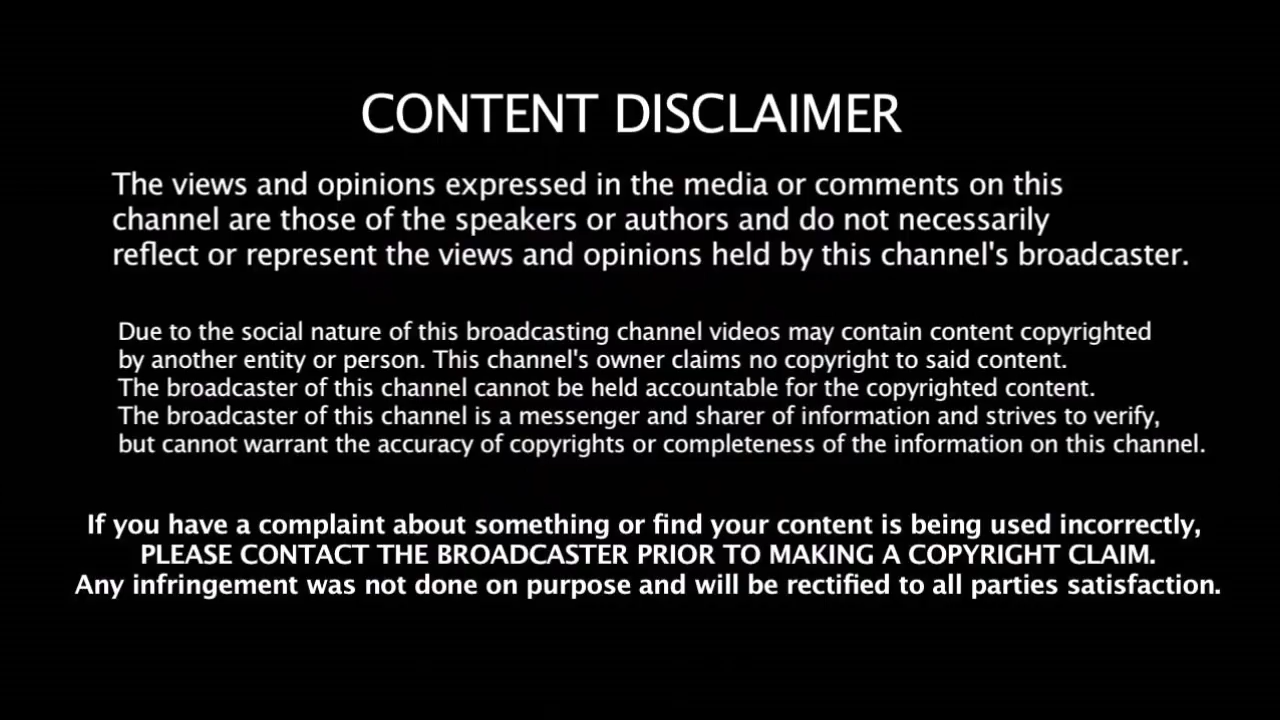 CONTENT DISCLAIMER
The views and opinions expressed in the media or comments on this
channel are those of the speakers or authors and do not necessarily
reflect or represent the views and opinions held by this channel's broadcaster.
Due to the social nature of this broadcasting channel videos may contain content copyrighted
by another entity or person. This channel's owner claims no copyright to said content.
The broadcaster of this channel cannot be held accountable for the copyrighted content.
The broadcaster of this channel is a messenger and sharer of information and strives to verify,
but cannot warrant the accuracy of copyrights or completeness of the information on this channel.
If you have a complaint about something or find your content is being used incorrectly,
PLEASE CONTACT THE BROADCASTER PRIOR TO MAKING A COPYRIGHT CLAIM.
Any infringement was not done on purpose and will be rectified to all parties satisfaction.